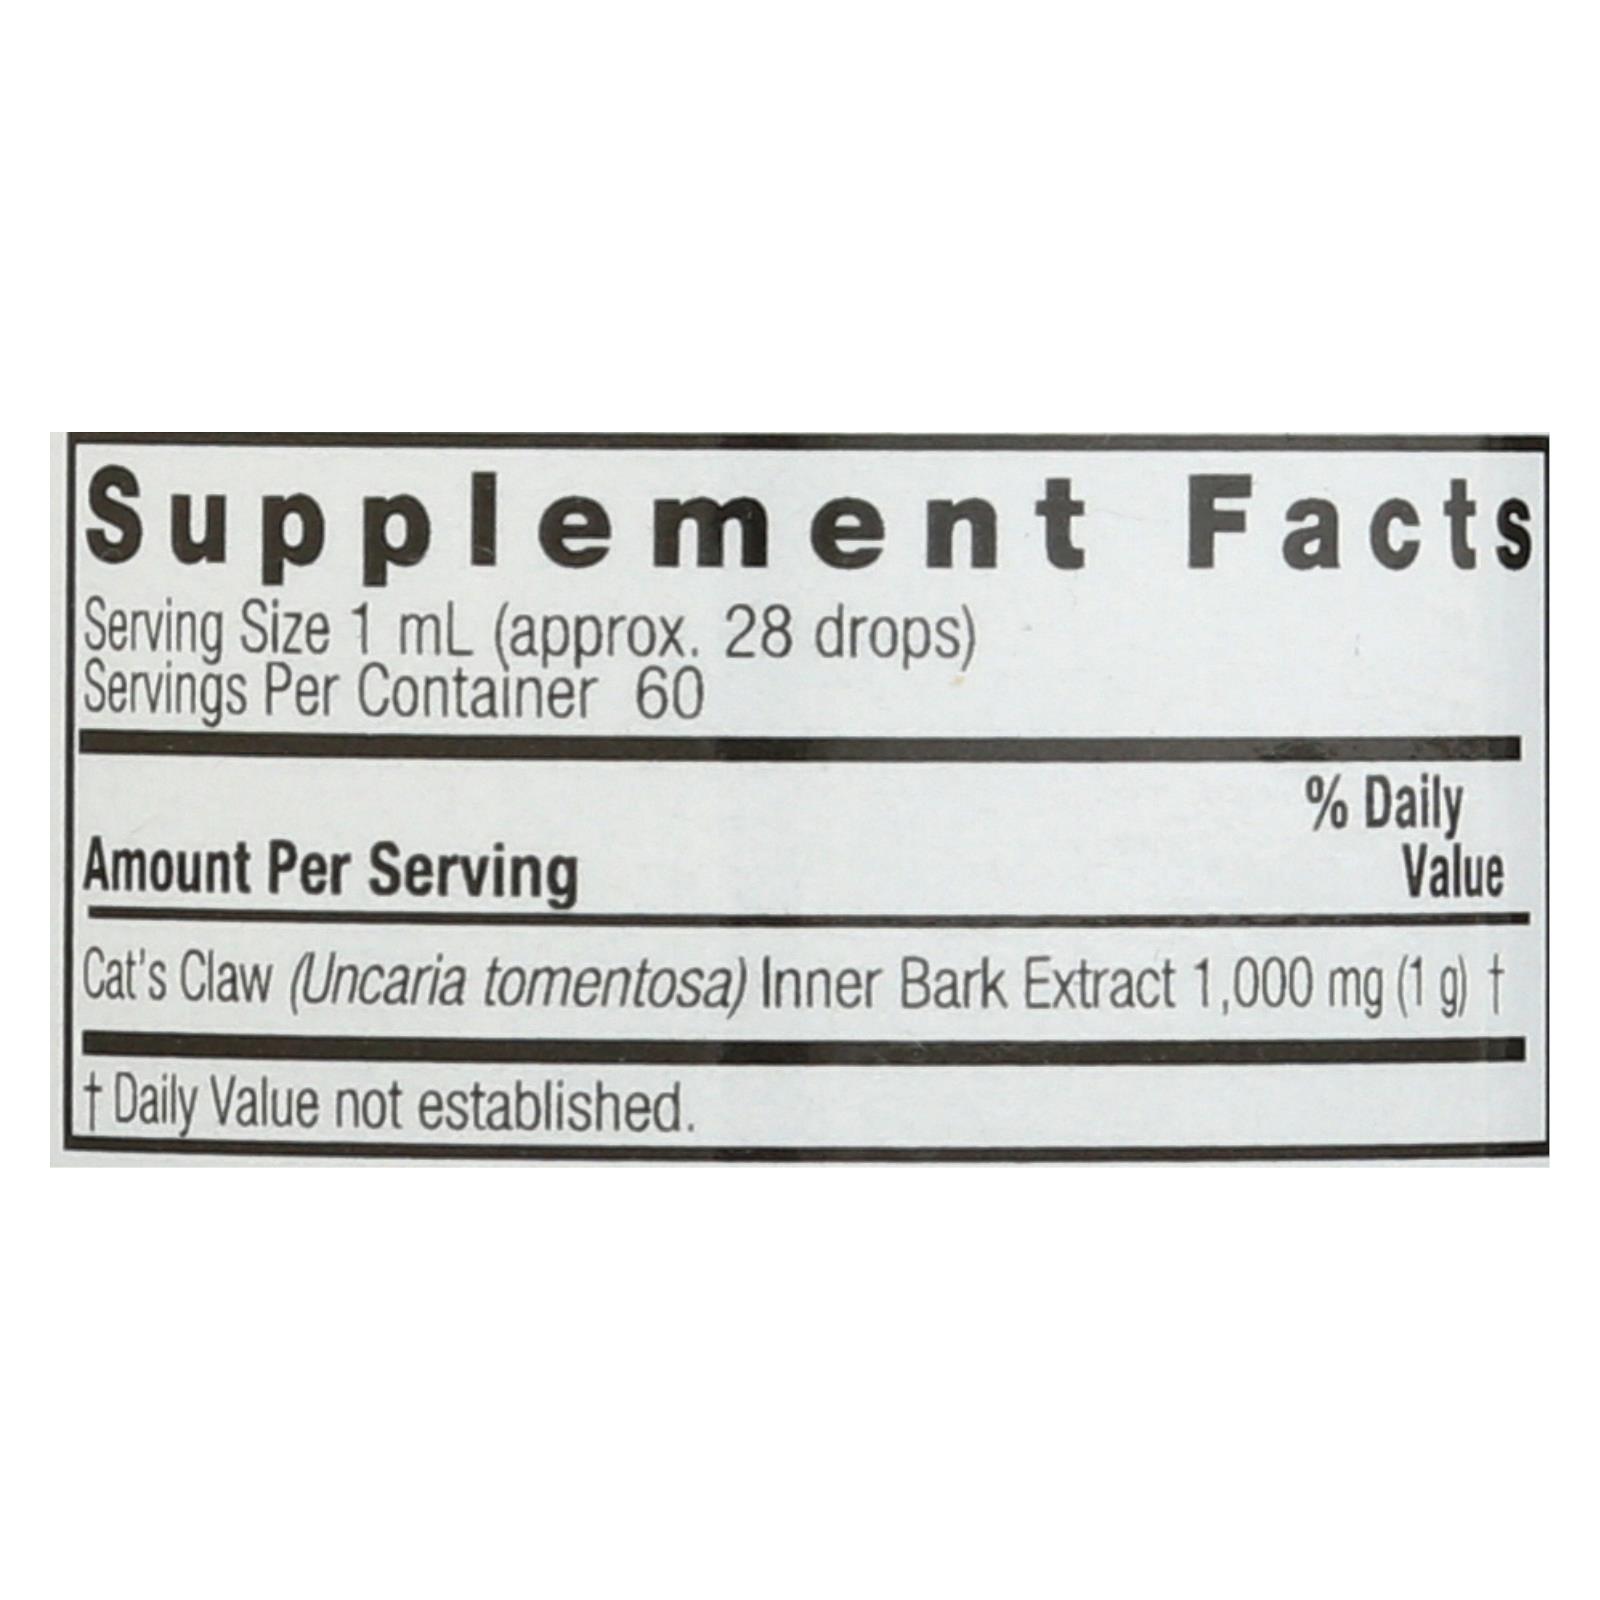 Supplement Facts
Serving Size 1 mL (approx. 28 drops)
Servings Per Container 60
% Daily
Value
Amount Per Serving
Cat's Claw (Uncaria tomentosa) Inner Bark Extract 1,000 mg (1 g) †
† Daily Value not established.